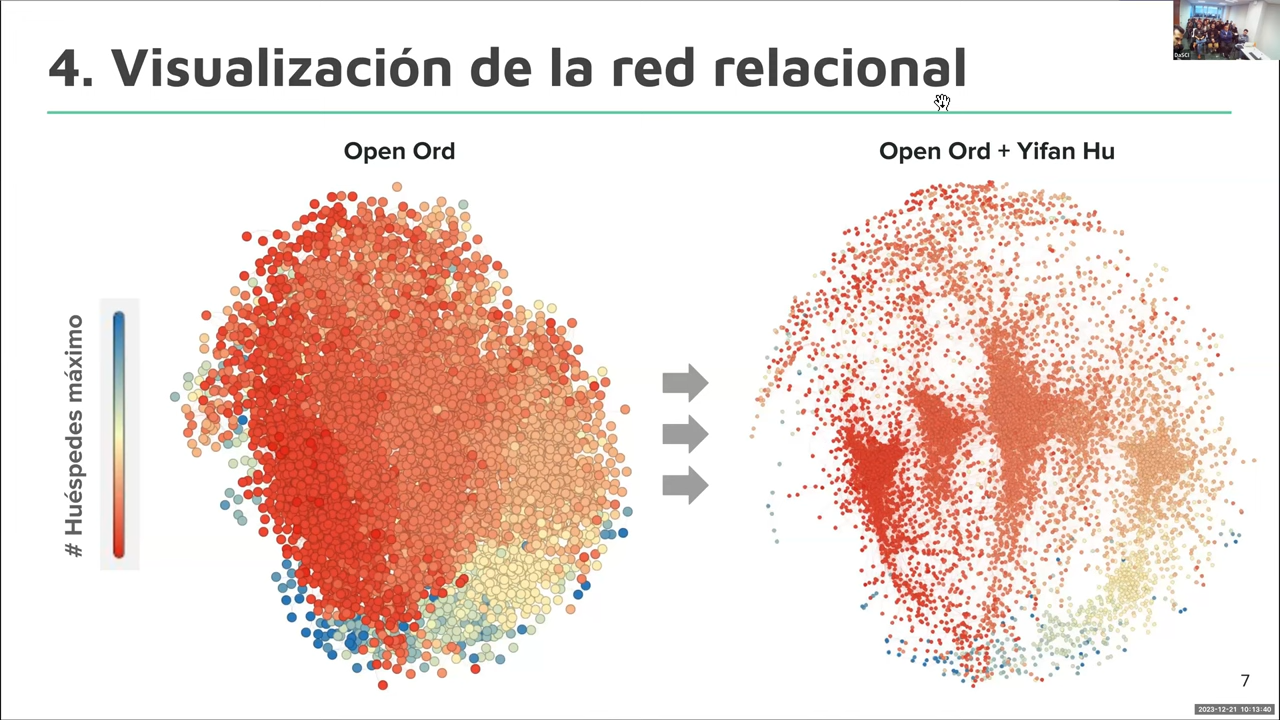 4. Visualización de la red relacional
Open Ord
Open Ord + Yifan Hu
# Huéspedes máximo
7
DaSCI
2023-12-21 10:13:40